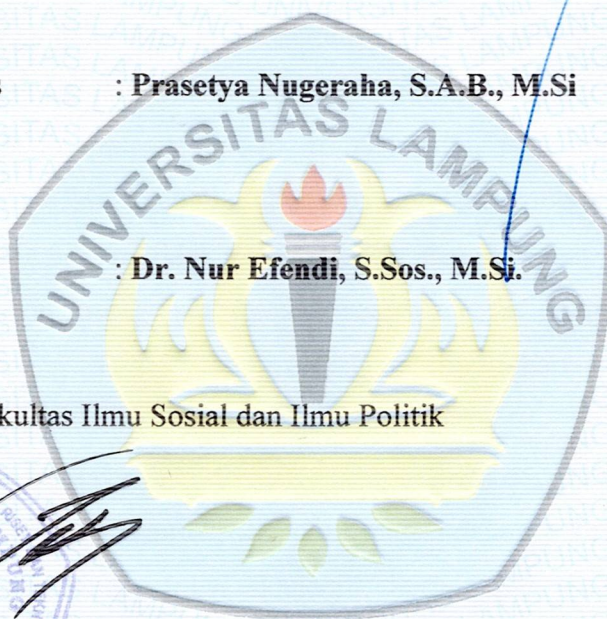 : Prasetya Nugeraha, S.A.B., M.Si
UNIVERSITAS LAMPUNG
: Dr. Nur Efendi, S.Sos., M.Si.
kultas Ilmu Sosial dan Ilmu Politik